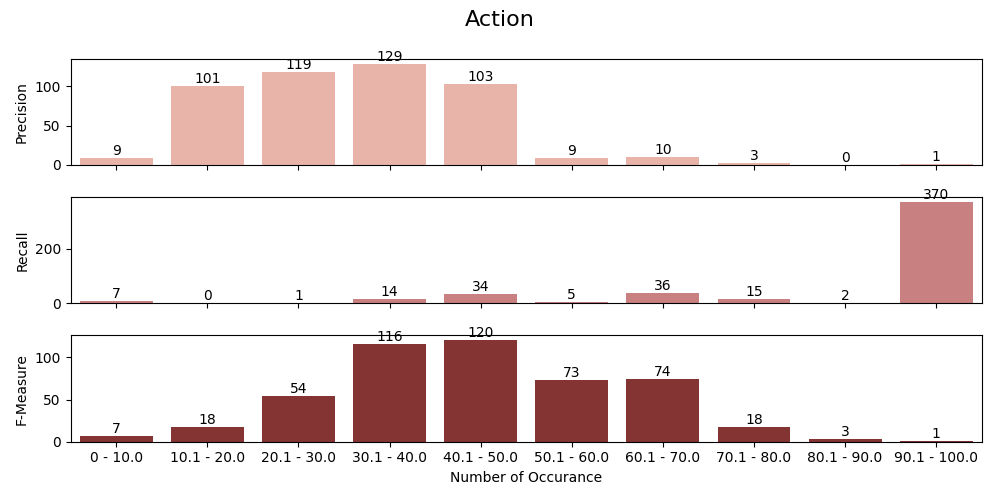 Action
Precision
100
50
0
9 101 119 129 103 9 10 3 0 1
Recall
200
0
7 0 1 14 34 5 36 15 2 370
F-Measure
100
50
0
7 18 54 116 120 73 74 18 3 1
0 - 10.0 10.1 - 20.0 20.1 - 30.0 30.1 - 40.0 40.1 - 50.0 50.1 - 60.0 60.1 - 70.0 70.1 - 80.0 80.1 - 90.0 90.1 - 100.0
Number of Occurance